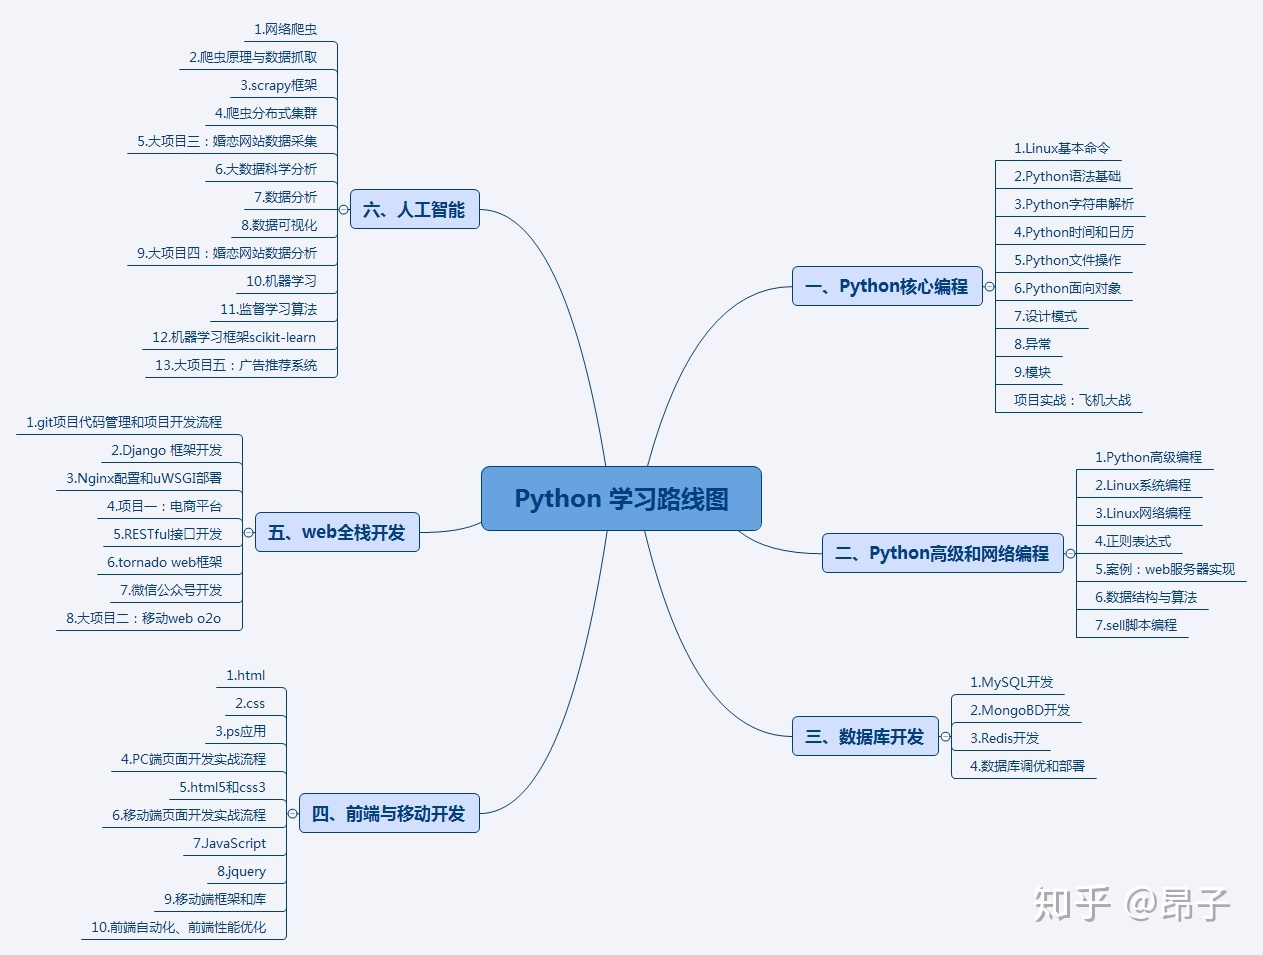 Python 学习路线图
一、Python核心编程
1.Linux基本命令
2.Python语法基础
3.Python字符串解析
4.Python时间和日历
5.Python文件操作
6.Python面向对象
7.设计模式
8.异常
9.模块
项目实战：飞机大战
二、Python高级和网络编程
1.Python高级编程
2.Linux系统编程
3.Linux网络编程
4.正则表达式
5.案例：web服务器实现
6.数据结构与算法
7.sell脚本编程
三、数据库开发
1.MySQL开发
2.MongoBD开发
3.Redis开发
4.数据库调优和部署
四、前端与移动开发
1.html
2.css
3.ps应用
4.PC端页面开发实战流程
5.html5和css3
6.移动端页面开发实战流程
7.JavaScript
8.jquery
9.移动端框架和库
10.前端自动化、前端性能优化
五、web全栈开发
1.git项目代码管理和项目开发流程
2.Django 框架开发
3.Nginx配置和uWSGI部署
4.项目一：电商平台
5.RESTful接口开发
6.tornado web框架
7.微信公众号开发
8.大项目二：移动web o2o
六、人工智能
1.网络爬虫
2.爬虫原理与数据抓取
3.scrapy框架
4.爬虫分布式集群
5.大项目三：婚恋网站数据采集
6.大数据科学分析
7.数据分析
8.数据可视化
9.大项目四：婚恋网站数据分析
10.机器学习
11.监督学习算法
12.机器学习框架scikit-learn
13.大项目五：广告推荐系统
知乎 @昂子